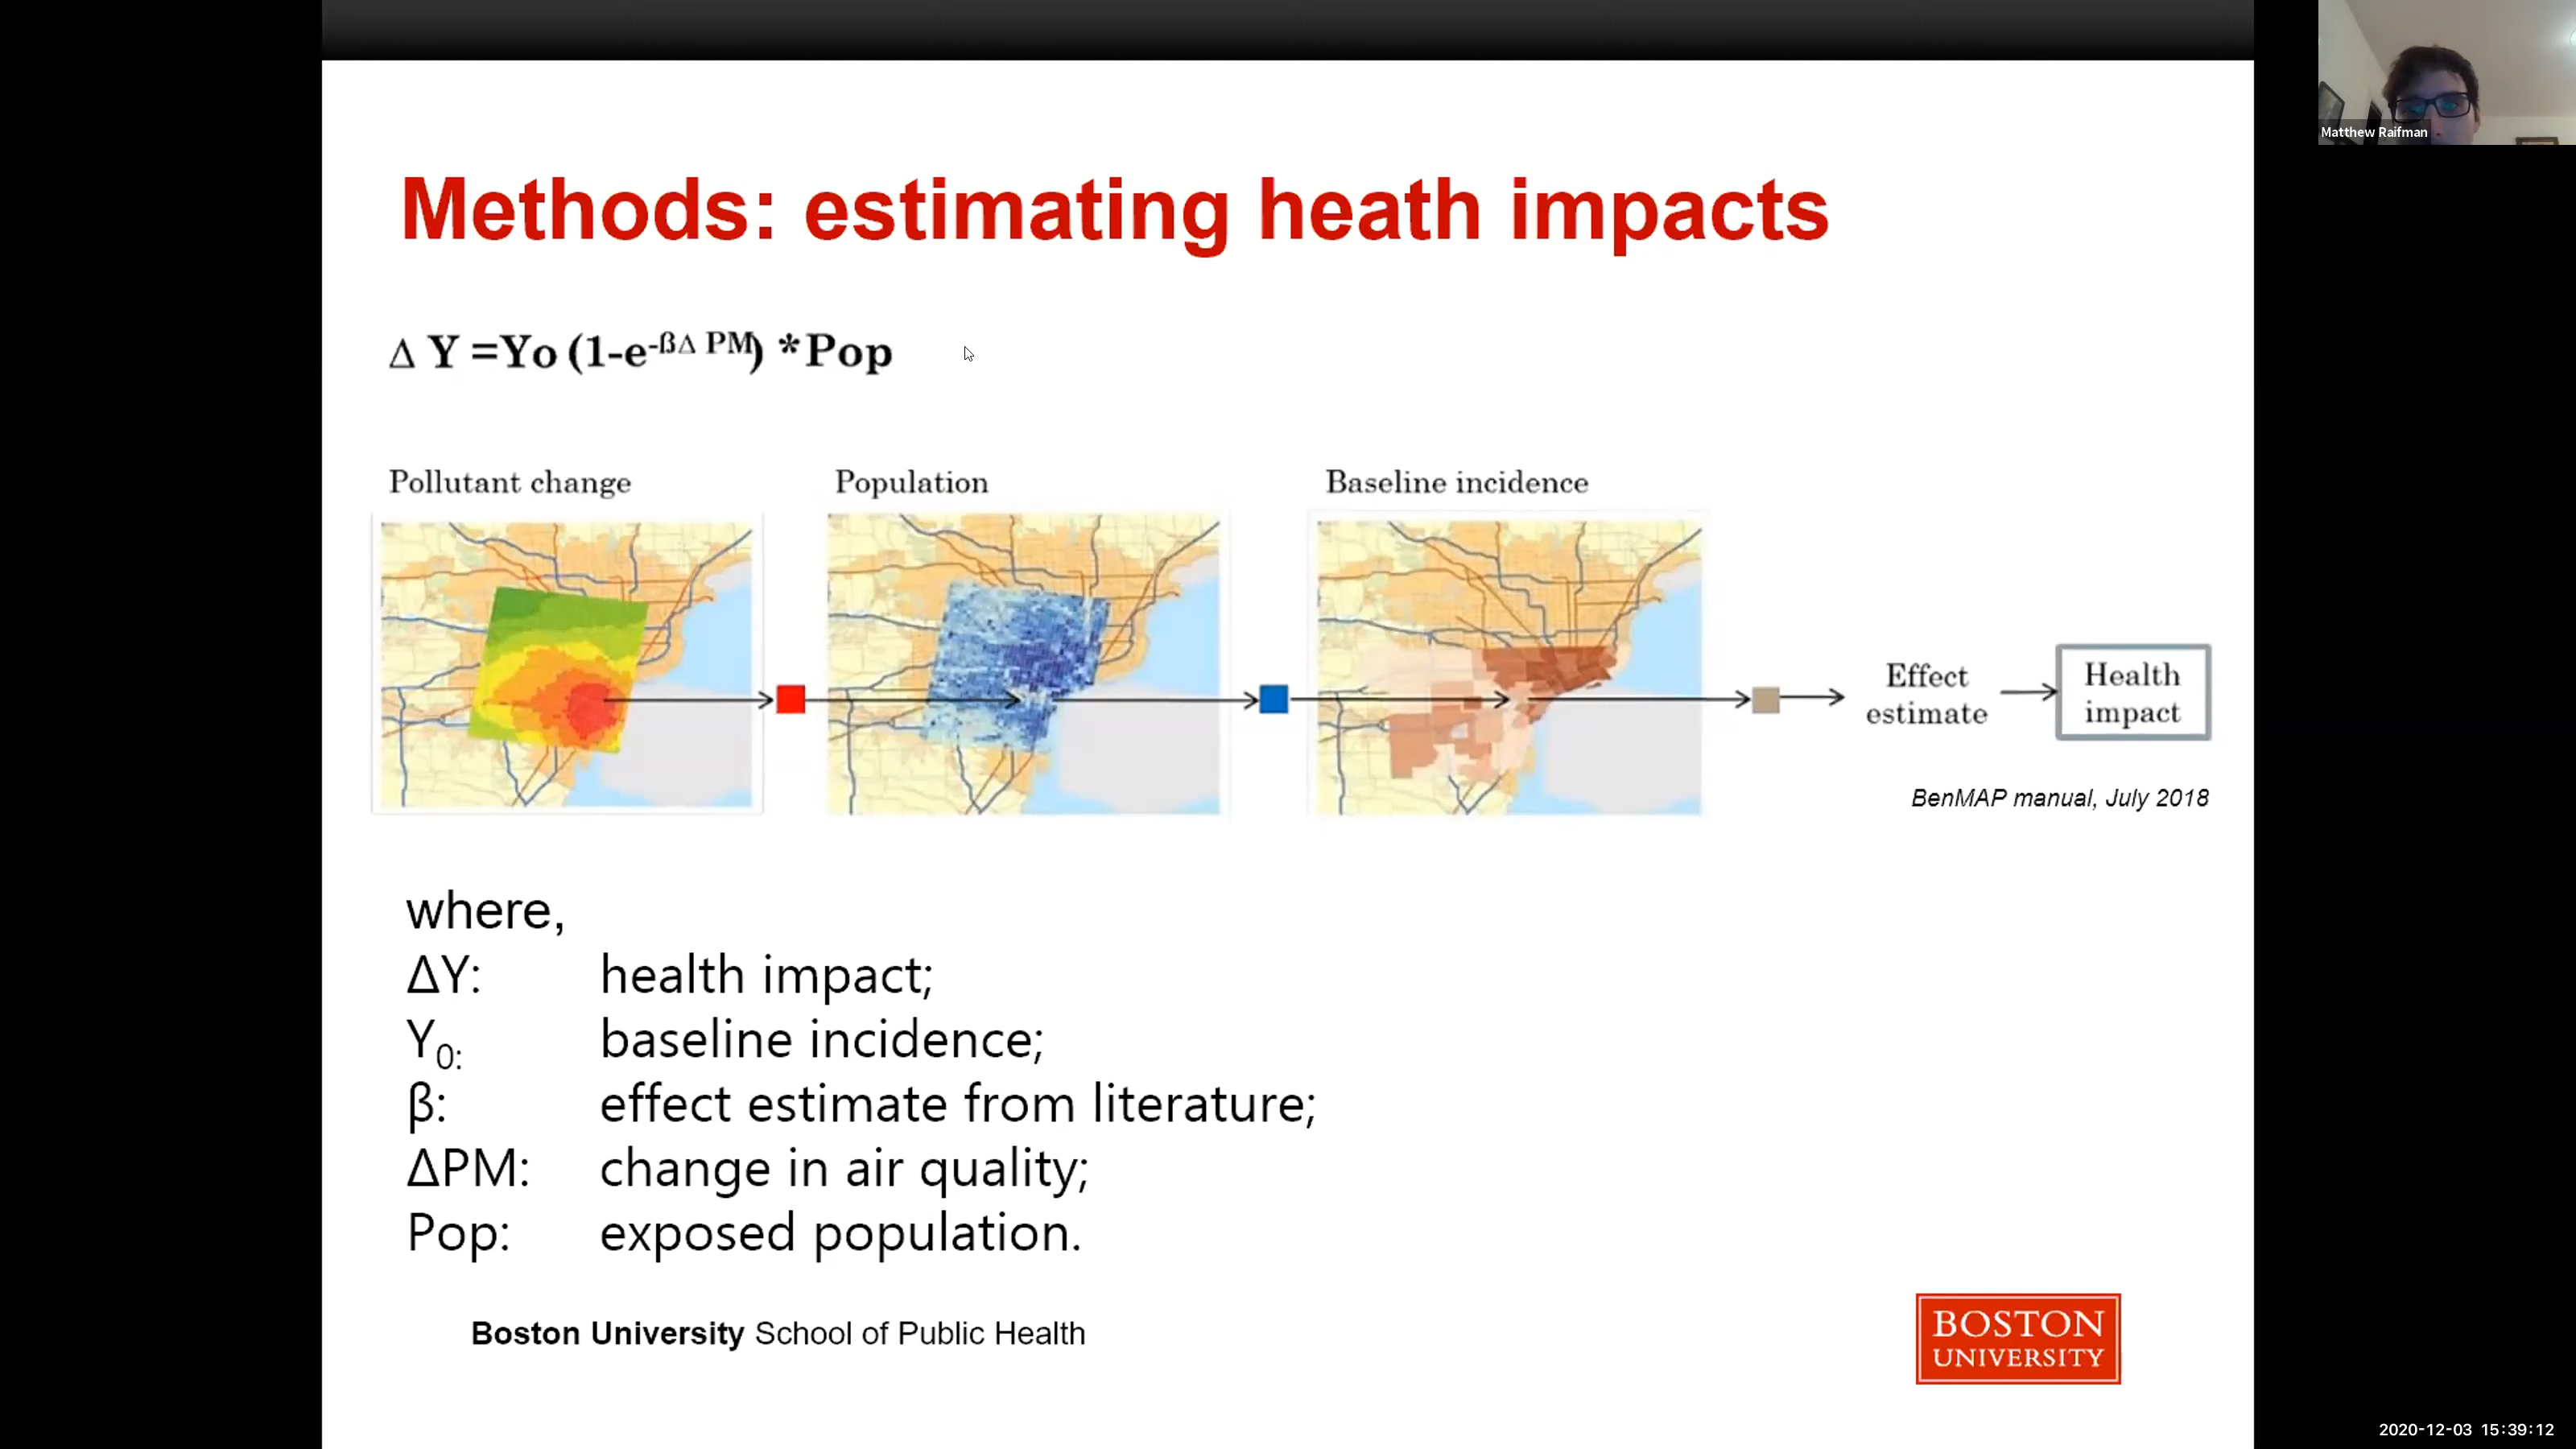 Matthew Raifman
Methods: estimating heath impacts
Δ Y =Yo (1-e-βΔ PM) *Pop
Pollutant change
Population
Baseline incidence
Effect
estimate
Health
impact
BenMAP manual, July 2018
where,
ΔY: health impact;
Y0: baseline incidence;
β: effect estimate from literature;
ΔPM: change in air quality;
Pop: exposed population.
Boston University School of Public Health
BOSTON
UNIVERSITY
2020-12-03 15:39:12